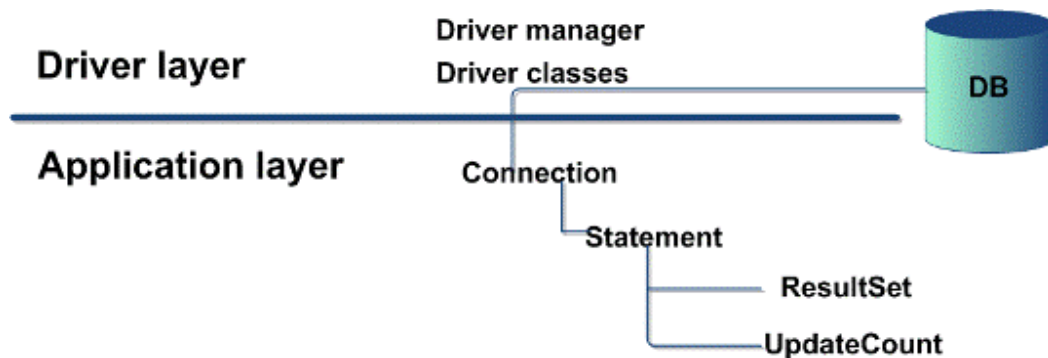 Driver layer
Driver manager
Driver classes
DB
Application layer
Connection
Statement
ResultSet
UpdateCount